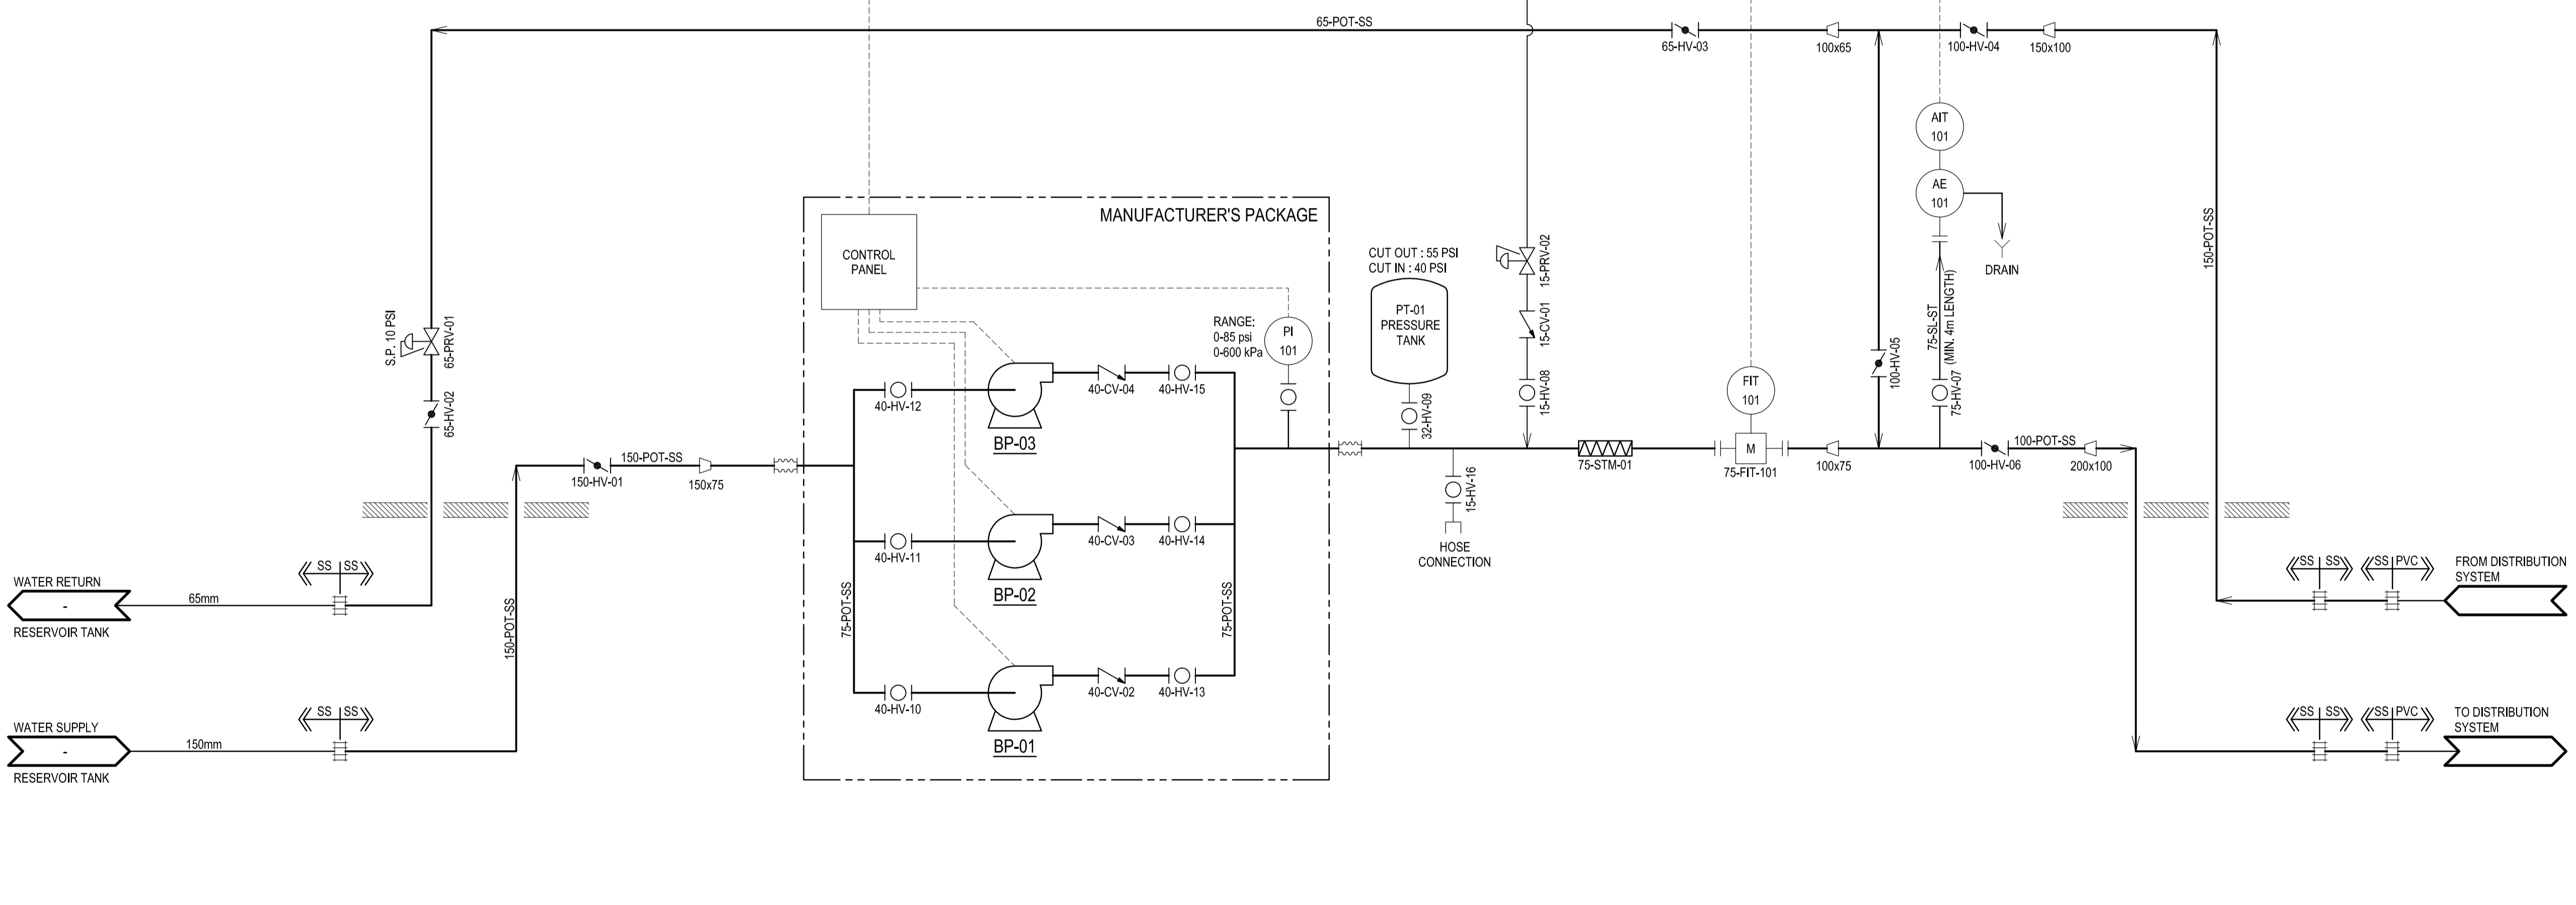 65-POT-SS
65-HV-03
100x65
100-HV-04
150x100
AIT
101
AE
101
DRAIN
75-SL-ST
(MIN. 4m LENGTH)
75-HV-07
150-POT-SS
100-HV-05
MANUFACTURER'S PACKAGE
CONTROL
PANEL
RANGE:
0-85 psi
0-600 kPa
PI
101
CUT OUT : 55 PSI
CUT IN : 40 PSI
PT-01
PRESSURE
TANK
32-HV-09
15-PRV-02
15-CV-01
15-HV-08
FIT
101
M
75-FIT-101
75-STM-01
100x75
100-HV-06
100-POT-SS
200x100
15-HV-16
HOSE
CONNECTION
S.P. 10 PSI
65-PRV-01
65-HV-02
150-HV-01
150-POT-SS
150x75
40-HV-12
BP-03
40-CV-04
40-HV-15
40-HV-11
BP-02
40-CV-03
40-HV-14
75-POT-SS
75-POT-SS
40-HV-10
BP-01
40-CV-02
40-HV-13
WATER RETURN
-
RESERVOIR TANK
65mm
SS SS
150-POT-SS
WATER SUPPLY
-
RESERVOIR TANK
150mm
SS SS
SS SS
SS PVC
FROM DISTRIBUTION
SYSTEM
SS SS
SS PVC
TO DISTRIBUTION
SYSTEM